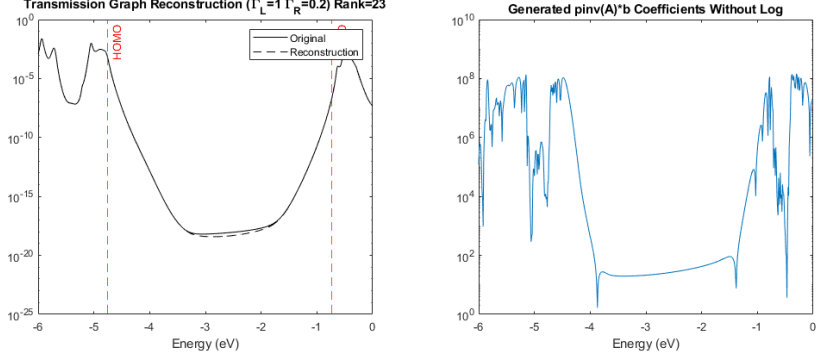 Transmission Graph Reconstruction (Γ_L=1 Γ_R=0.2) Rank=23
10^0
10^-5
10^-10
10^-15
10^-20
10^-25
-6 -5 -4 -3 -2 -1 0
Energy (eV)
HOMO
O
Original
Reconstruction
Generated pinv(A)*b Coefficients Without Log
10^10
10^8
10^6
10^4
10^2
10^0
-6 -5 -4 -3 -2 -1 0
Energy (eV)